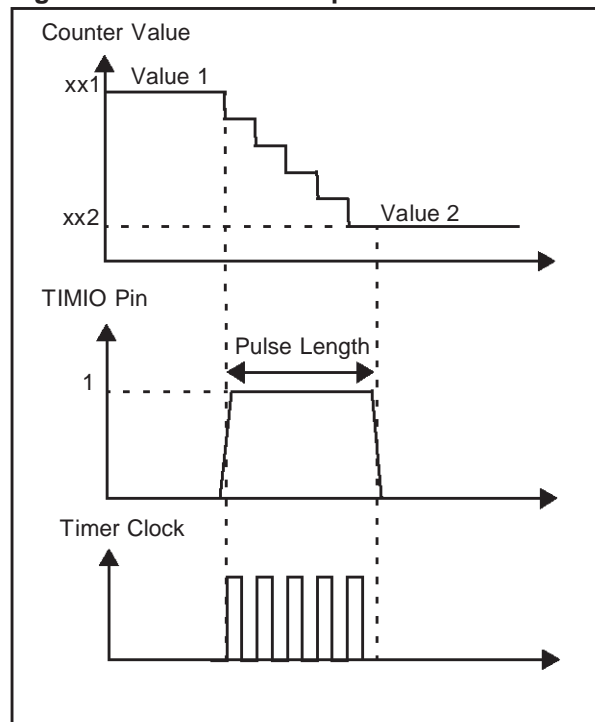 Counter Value
xx1
Value 1
xx2
Value 2
TIMIO Pin
Pulse Length
1
Timer Clock